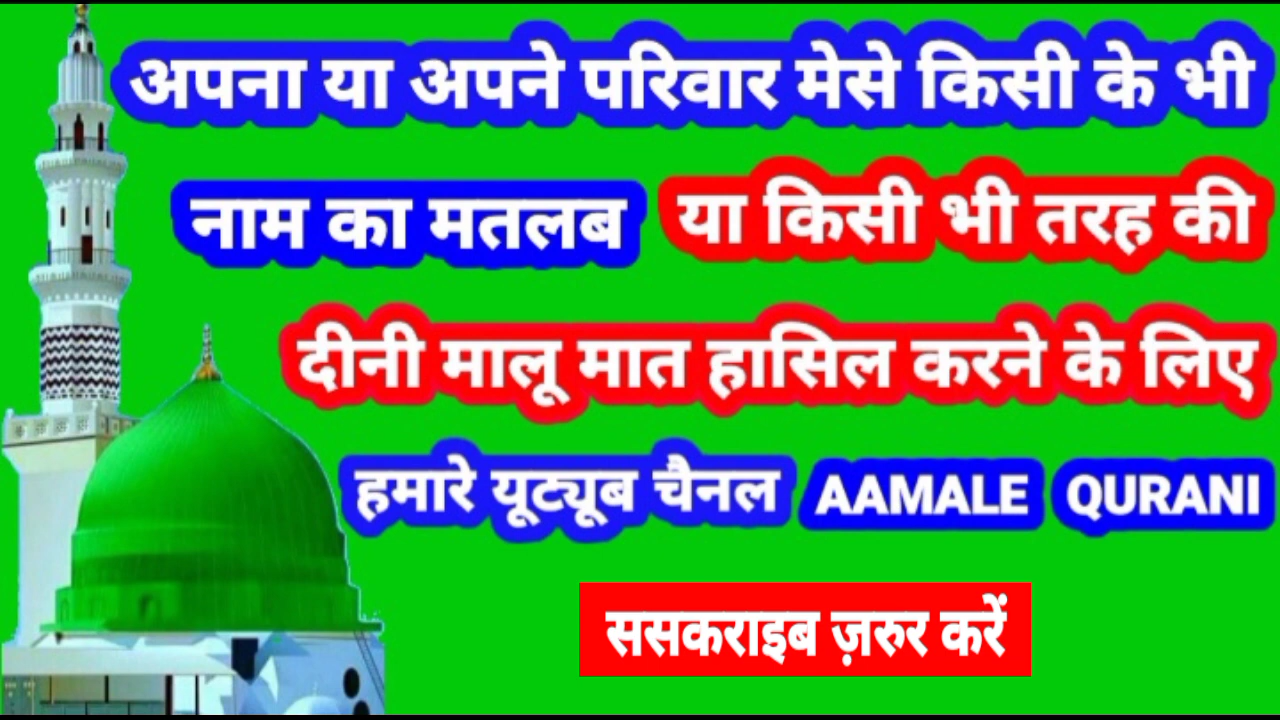 अपना या अपने परिवार मेसे किसी के भी
नाम का मतलब या किसी भी तरह की
दीनी मालू मात हासिल करने के लिए
हमारे यूट्यूब चैनल AAMALE QURANI
ससकराइब ज़रुर करें